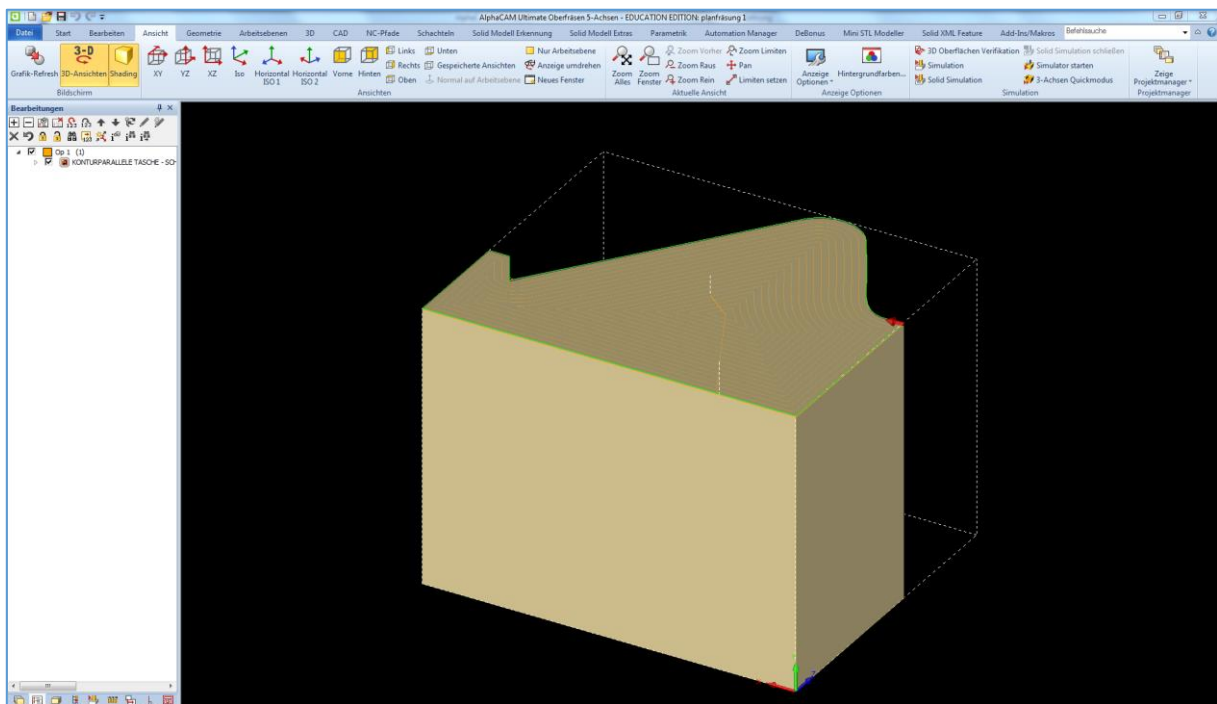 AlphaCAM Ultimate Oberfräsen 5-Achsen - EDUCATION EDITION: planfräsung 1
Datei Start Bearbeiten Ansicht Geometrie Arbeitsebenen 3D CAD NC-Pfade Schachteln Solid Modell Erkennung Solid Modell Extras Parametrik Automation Manager DeBonus Mini STL Modeller Solid XML Feature Add-Ins/Makros Befehlssuche
Grafik-Refresh 3D-Ansichten Shading
Bildschirm
XY YZ XZ Iso Horizontal ISO 1 Horizontal ISO 2 Vorne Hinten
Links Unten Nur Arbeitsebene
Rechts Gespeicherte Ansichten Anzeige umdrehen
Oben Normal auf Arbeitsebene Neues Fenster
Ansichten
Zoom Alles Zoom Fenster
Zoom Vorher Zoom Limiten
Zoom Raus Pan
Zoom Rein Limiten setzen
Aktuelle Ansicht
Anzeige Optionen Hintergrundfarben...
Anzeige Optionen
3D Oberflächen Verifikation Solid Simulation schließen
Simulation Simulator starten
Solid Simulation 3-Achsen Quickmodus
Simulation
Zeige Projektmanager
Projektmanager
Bearbeitungen
Op 1 (1)
KONTURPARALLELE TASCHE - SCH